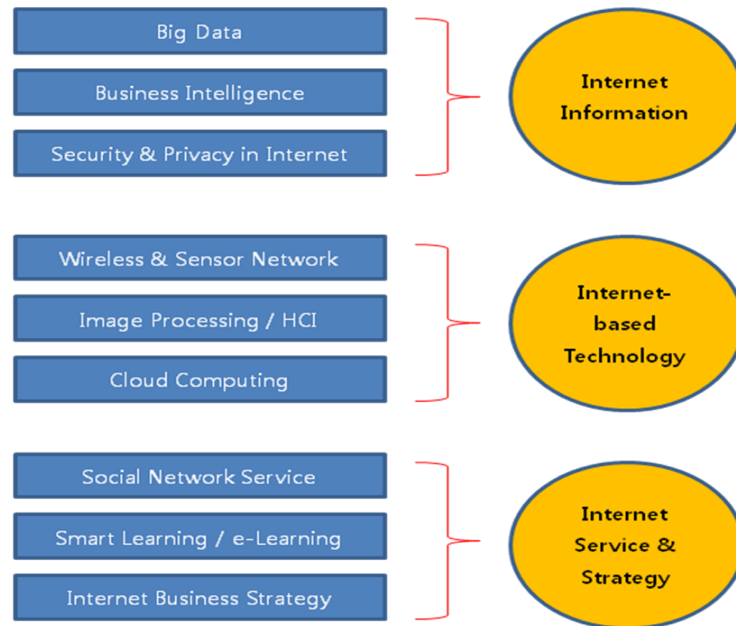 Big Data
Business Intelligence
Security & Privacy in Internet
Internet
Information
Wireless & Sensor Network
Image Processing / HCI
Cloud Computing
Internet-
based
Technology
Social Network Service
Smart Learning / e-Learning
Internet Business Strategy
Internet
Service &
Strategy